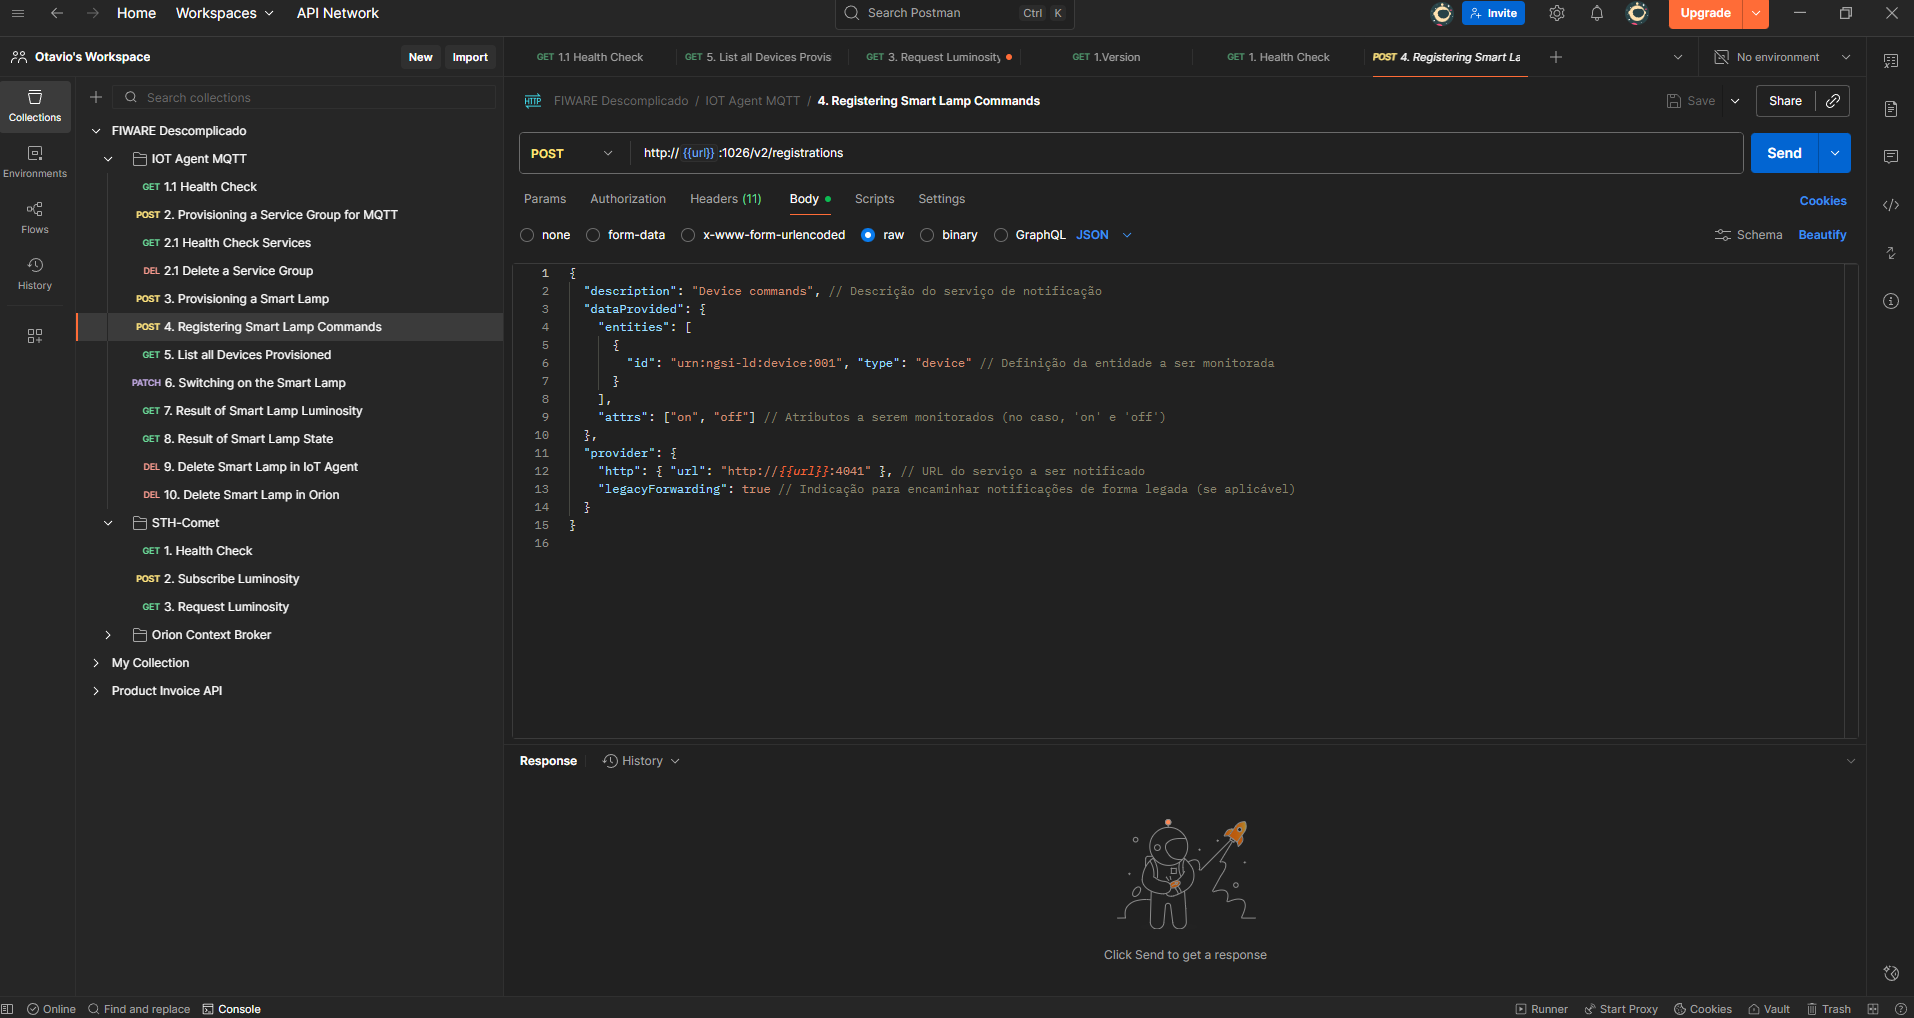 Home Workspaces API Network
Search Postman Ctrl K
Invite Upgrade
Otavio's Workspace New Import
GET 1.1 Health Check GET 5. List all Devices Provis GET 3. Request Luminosity GET 1.Version GET 1. Health Check POST 4. Registering Smart La
No environment
Collections
Environments
Flows
History
Search collections
FIWARE Descomplicado
IOT Agent MQTT
GET 1.1 Health Check
POST 2. Provisioning a Service Group for MQTT
GET 2.1 Health Check Services
DEL 2.1 Delete a Service Group
POST 3. Provisioning a Smart Lamp
POST 4. Registering Smart Lamp Commands
GET 5. List all Devices Provisioned
PATCH 6. Switching on the Smart Lamp
GET 7. Result of Smart Lamp Luminosity
GET 8. Result of Smart Lamp State
DEL 9. Delete Smart Lamp in IoT Agent
DEL 10. Delete Smart Lamp in Orion
STH-Comet
GET 1. Health Check
POST 2. Subscribe Luminosity
GET 3. Request Luminosity
Orion Context Broker
My Collection
Product Invoice API
HTTP FIWARE Descomplicado / IOT Agent MQTT / 4. Registering Smart Lamp Commands
Save Share
POST http://{{url}}:1026/v2/registrations
Send
Params Authorization Headers (11) Body Scripts Settings
Cookies
none form-data x-www-form-urlencoded raw binary GraphQL JSON
Schema Beautify
1 {
2 "description": "Device commands", // Descrição do serviço de notificação
3 "dataProvided": {
4 "entities": [
5 {
6 "id": "urn:ngsi-ld:device:001", "type": "device" // Definição da entidade a ser monitorada
7 }
8 ],
9 "attrs": ["on", "off"] // Atributos a serem monitorados (no caso, 'on' e 'off')
10 },
11 "provider": {
12 "http": { "url": "http://{{url}}:4041" }, // URL do serviço a ser notificado
13 "legacyForwarding": true // Indicação para encaminhar notificações de forma legada (se aplicável)
14 }
15 }
16
Response History
Click Send to get a response
Online Find and replace Console
Runner Start Proxy Cookies Vault Trash